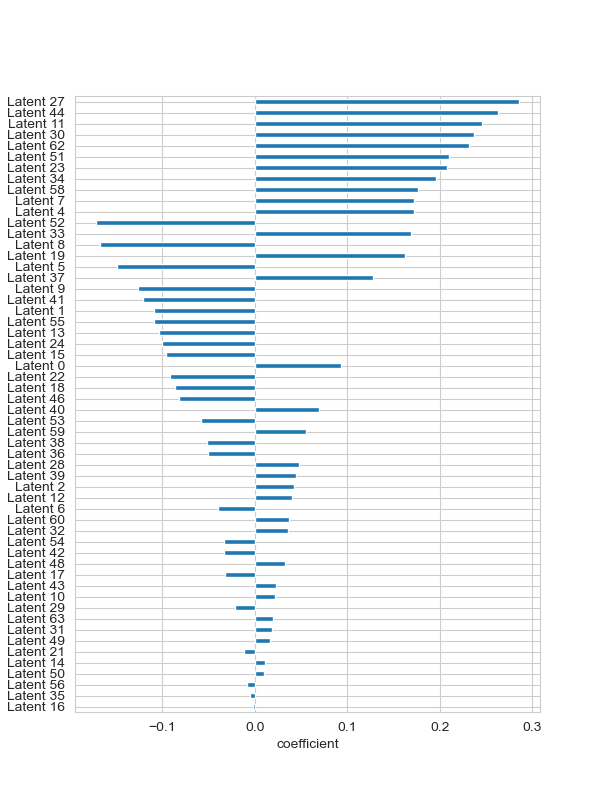 Latent 27
Latent 44
Latent 11
Latent 30
Latent 62
Latent 51
Latent 23
Latent 34
Latent 58
Latent 7
Latent 4
Latent 52
Latent 33
Latent 8
Latent 19
Latent 5
Latent 37
Latent 9
Latent 41
Latent 1
Latent 55
Latent 13
Latent 24
Latent 15
Latent 0
Latent 22
Latent 18
Latent 46
Latent 40
Latent 53
Latent 59
Latent 38
Latent 36
Latent 28
Latent 39
Latent 2
Latent 12
Latent 6
Latent 60
Latent 32
Latent 54
Latent 42
Latent 48
Latent 17
Latent 43
Latent 10
Latent 29
Latent 63
Latent 31
Latent 49
Latent 21
Latent 14
Latent 50
Latent 56
Latent 35
Latent 16
−0.1 0.0 0.1 0.2 0.3
coefficient